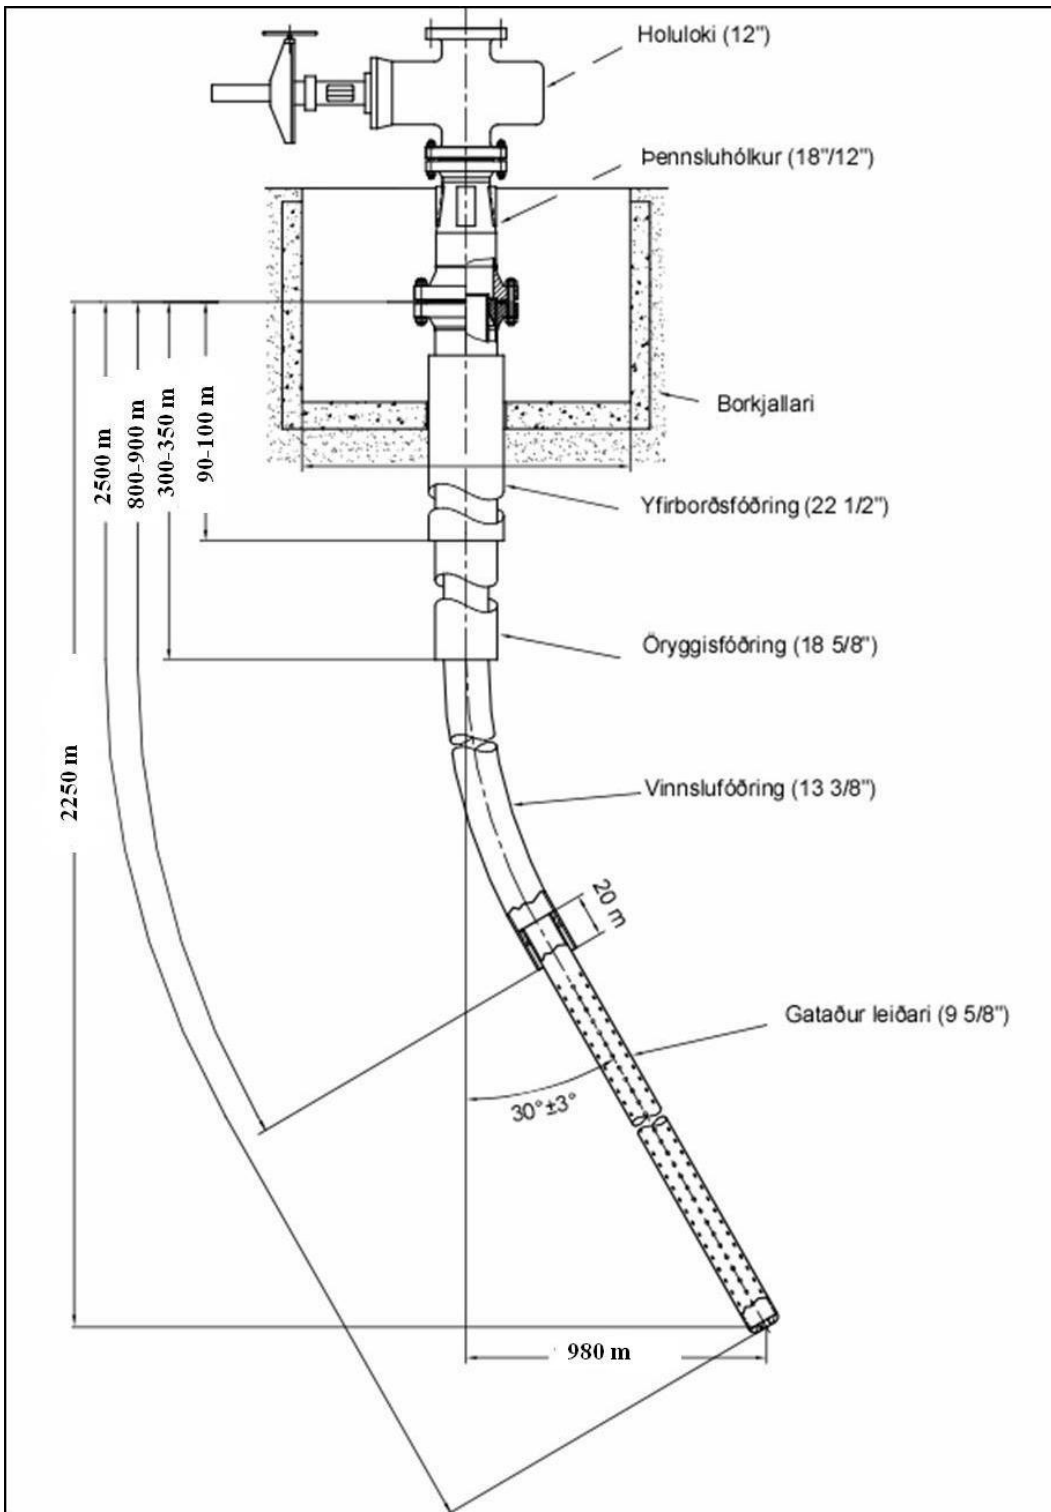 Holuloki (12")
Þennsluhólkur (18"/12")
Borkjallari
2500 m
800-900 m
300-350 m
90-100 m
Yfirborðsfóðring (22 1/2")
Öryggisfóðring (18 5/8")
2250 m
Vinnslufóðring (13 3/8")
20 m
Gataður leiðari (9 5/8")
30°±3°
980 m